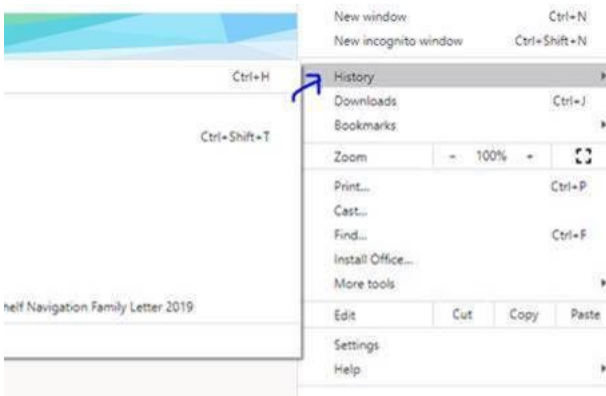 New window Ctrl+N
New incognito window Ctrl+Shift+N
Ctrl+H
History
Downloads Ctrl+J
Bookmarks
Ctrl+Shift+T
Zoom - 100% +
Print... Ctrl+P
Cast...
Find... Ctrl+F
Install Office...
More tools
helf Navigation Family Letter 2019
Edit Cut Copy Paste
Settings
Help